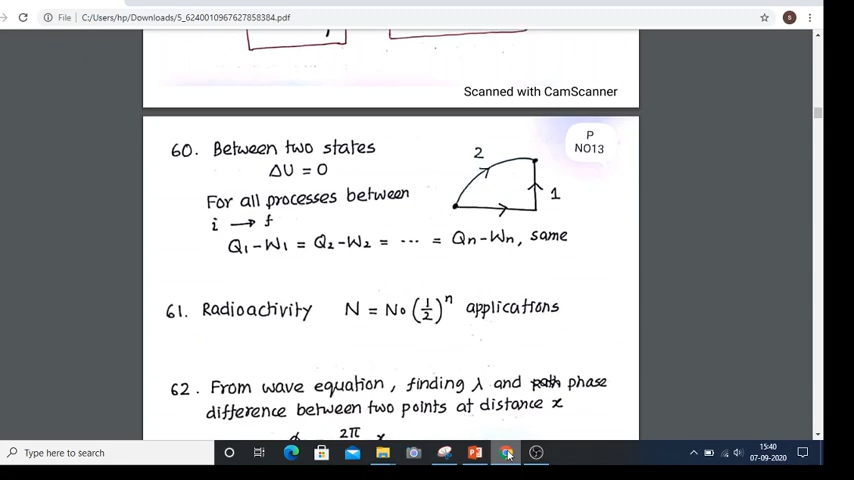 File | C:/Users/hp/Downloads/5_6240010967627858384.pdf
S
Scanned with CamScanner
P
NO13
60. Between two states
ΔU = 0
2
For all processes between
1
i → f
Q1-W1 = Q2-W2 = ... = Qn-Wn, same
61. Radioactivity N = No (1/2)^n applications
62. From wave equation, finding λ and path phase
difference between two points at distance x
2π
x
Type here to search
15:40
07-09-2020